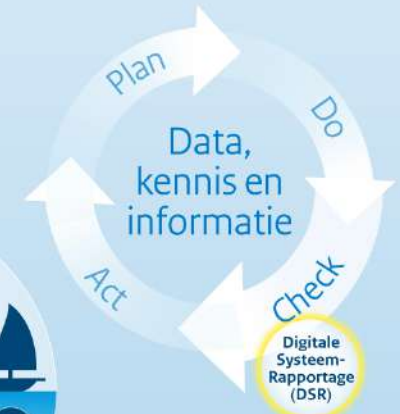 Plan
Do
Data,
kennis en
informatie
Act
Check
Digitale
Systeem-
Rapportage
(DSR)